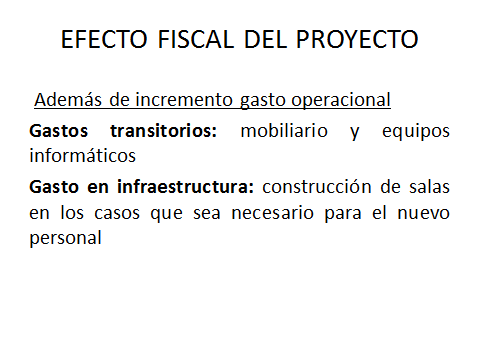 EFECTO FISCAL DEL PROYECTO
Además de incremento gasto operacional
Gastos transitorios: mobiliario y equipos
informáticos
Gasto en infraestructura: construcción de salas
en los casos que sea necesario para el nuevo
personal